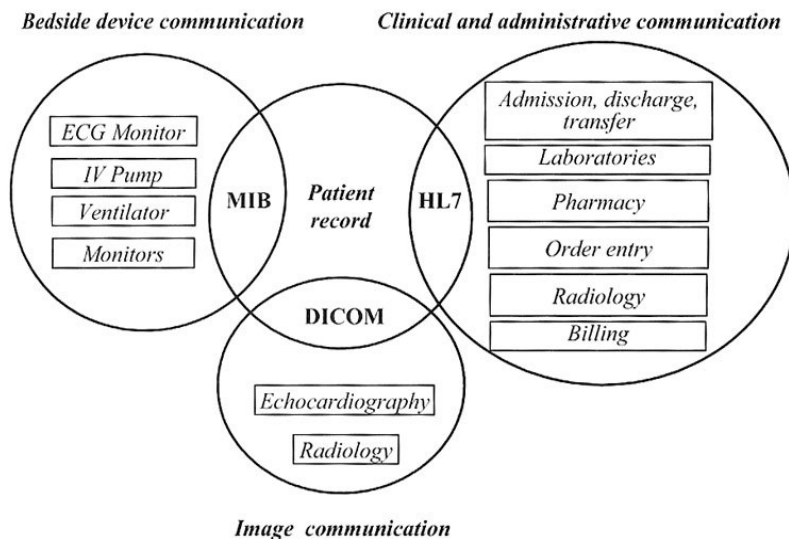 Bedside device communication
Clinical and administrative communication
ECG Monitor
IV Pump
Ventilator
Monitors
MIB
Patient
record
HL7
Admission, discharge,
transfer
Laboratories
Pharmacy
Order entry
Radiology
Billing
DICOM
Echocardiography
Radiology
Image communication